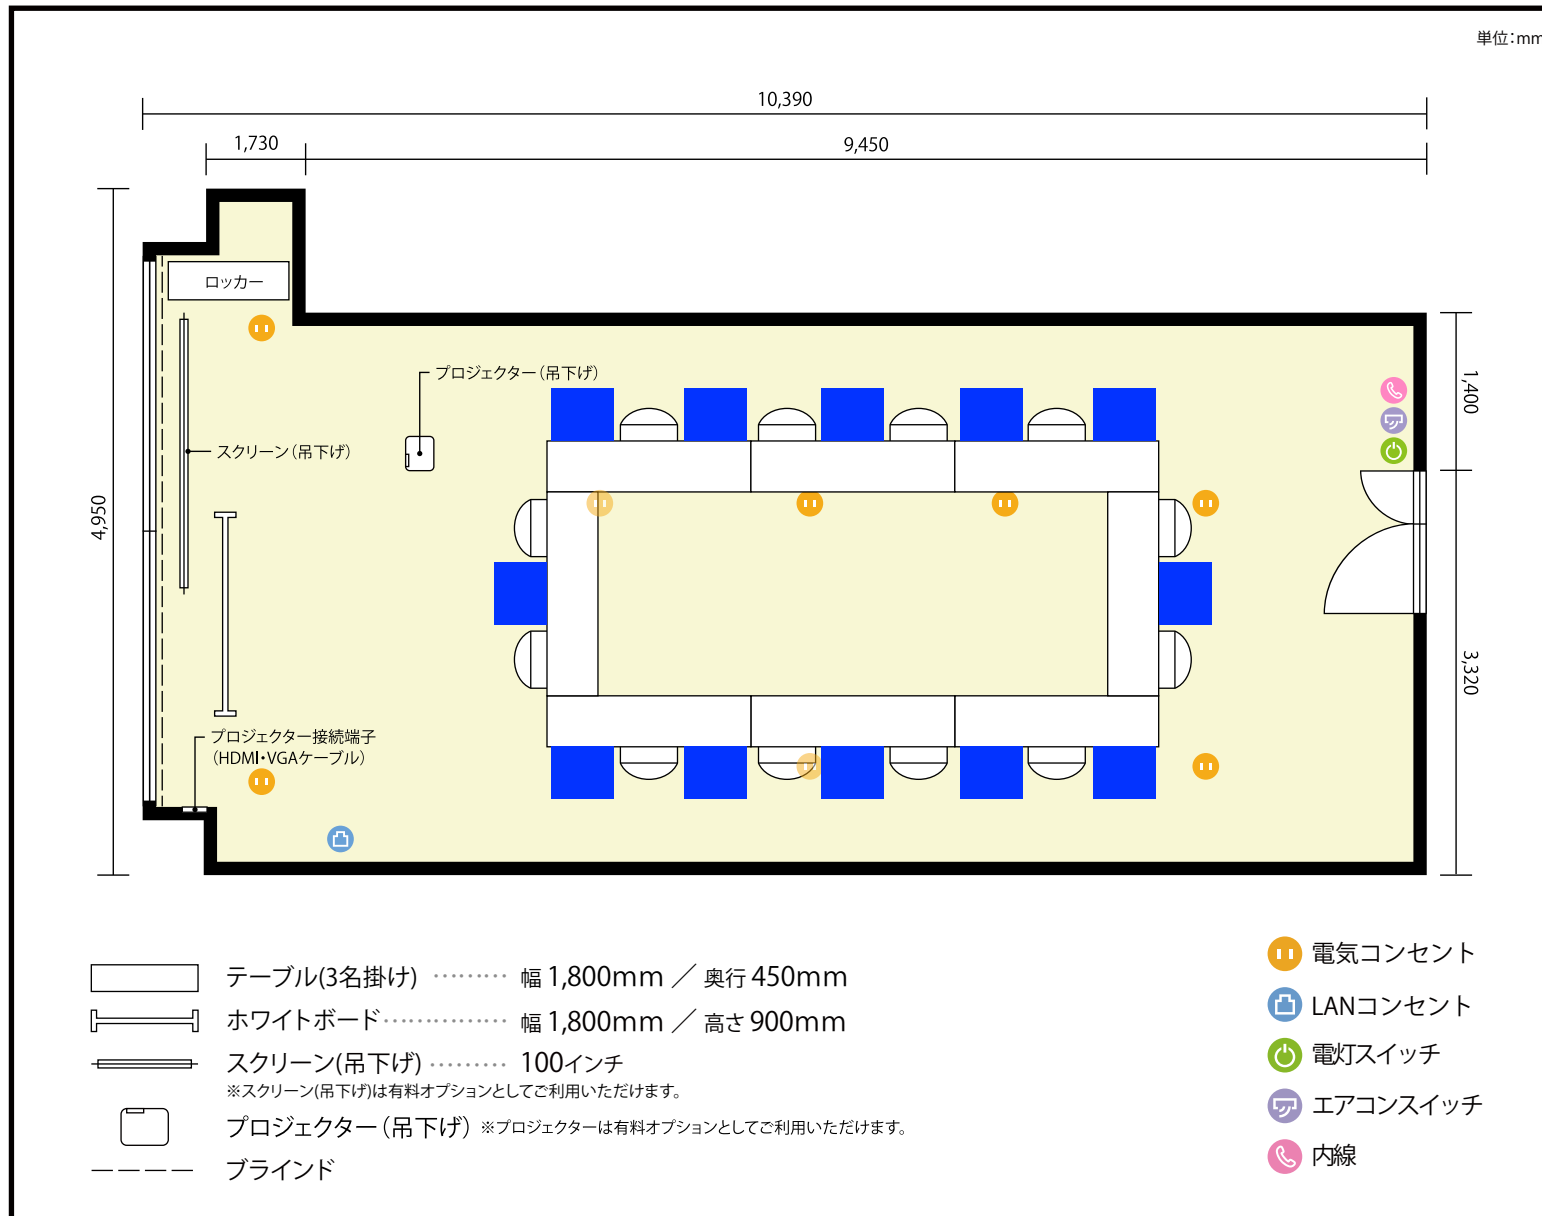 単位:mm
10,390
1,730
9,450
ロッカー
プロジェクター(吊下げ)
1,400
スクリーン(吊下げ)
4,950
3,320
プロジェクター接続端子
(HDMI・VGAケーブル)
テーブル(3名掛け) ……… 幅 1,800mm / 奥行 450mm
ホワイトボード …………… 幅 1,800mm / 高さ 900mm
スクリーン(吊下げ) ……… 100インチ
※スクリーン(吊下げ)は有料オプションとしてご利用いただけます。
プロジェクター(吊下げ) ※プロジェクターは有料オプションとしてご利用いただけます。
ブラインド
電気コンセント
LANコンセント
電灯スイッチ
エアコンスイッチ
内線